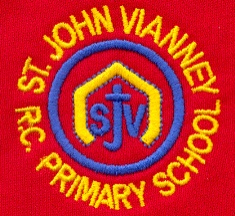 ST. JOHN VIANNEY
SJV
R.C. PRIMARY SCHOOL